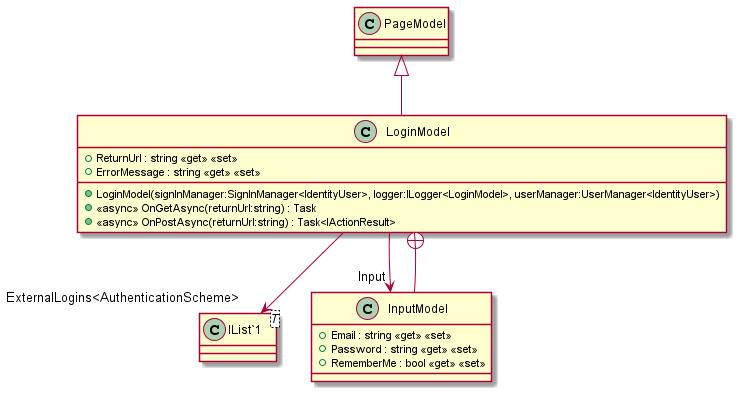 C PageModel
C LoginModel
ReturnUrl : string «get» «set»
ErrorMessage : string «get» «set»
LoginModel(signInManager:SignInManager<IdentityUser>, logger:ILogger<LoginModel>, userManager:UserManager<IdentityUser>)
«async» OnGetAsync(returnUrl:string) : Task
«async» OnPostAsync(returnUrl:string) : Task<IActionResult>
Input
ExternalLogins<AuthenticationScheme>
C IList`1
T
C InputModel
Email : string «get» «set»
Password : string «get» «set»
RememberMe : bool «get» «set»